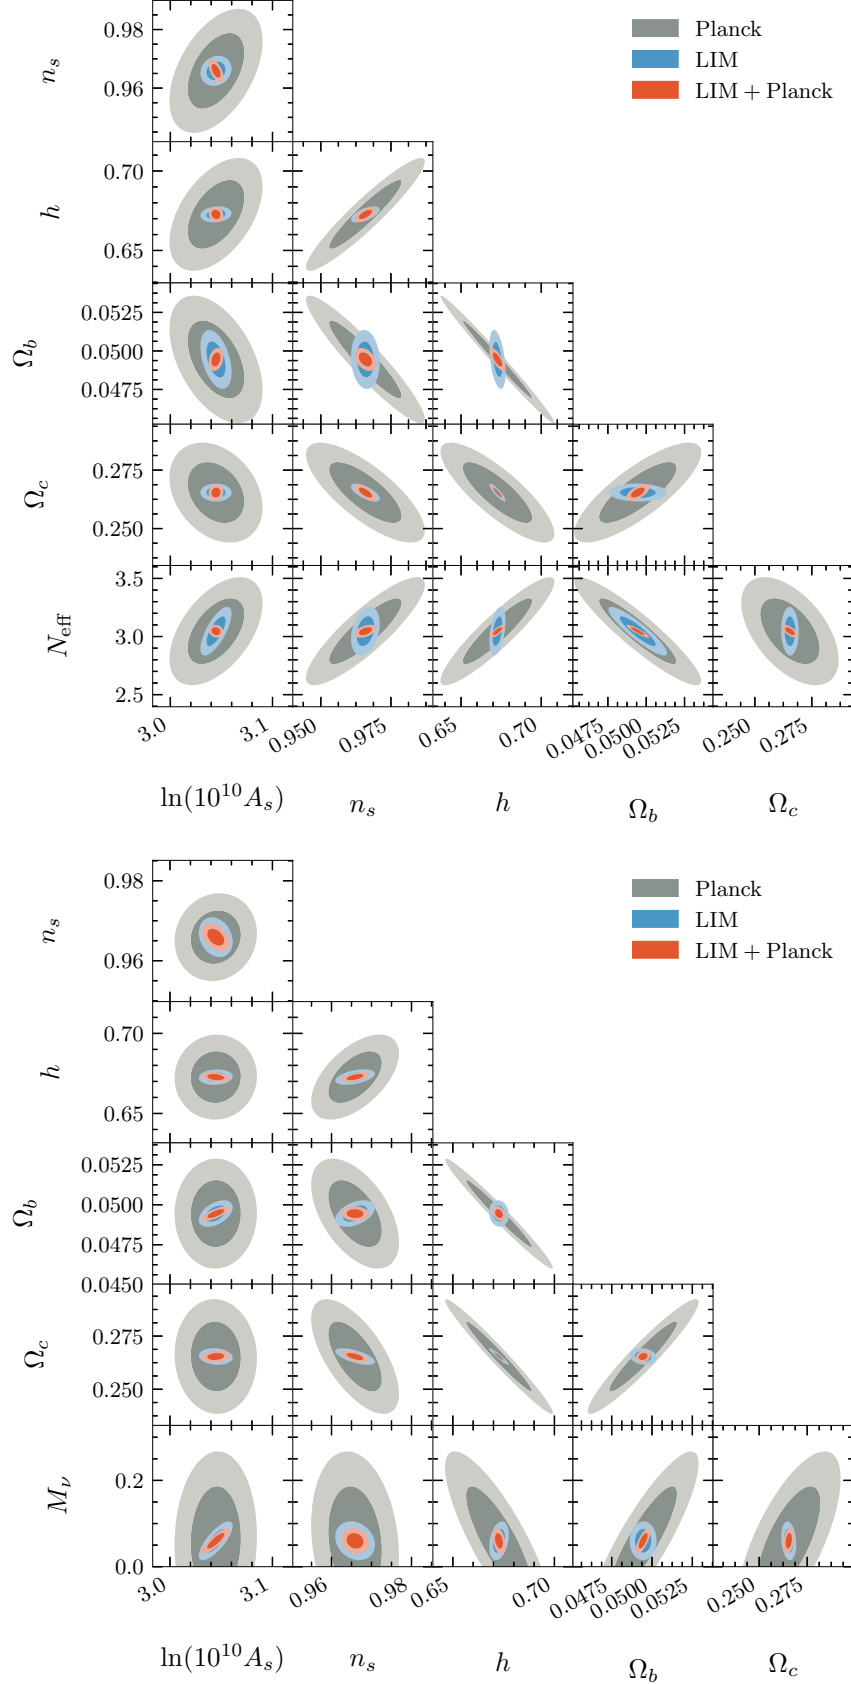 0.98
0.96
n_s
Planck
LIM
LIM + Planck
0.70
0.65
h
0.0525
0.0500
0.0475
Ω_b
0.275
0.250
Ω_c
3.5
3.0
2.5
N_eff
3.0 3.1 0.950 0.975 0.65 0.70 0.0475 0.0500 0.0525 0.250 0.275
ln(10^{10}A_s) n_s h Ω_b Ω_c
0.98
0.96
n_s
Planck
LIM
LIM + Planck
0.70
0.65
h
0.0525
0.0500
0.0475
0.0450
Ω_b
0.275
0.250
Ω_c
0.2
0.0
M_ν
3.0 3.1 0.96 0.98 0.65 0.70 0.0475 0.0500 0.0525 0.250 0.275
ln(10^{10}A_s) n_s h Ω_b Ω_c